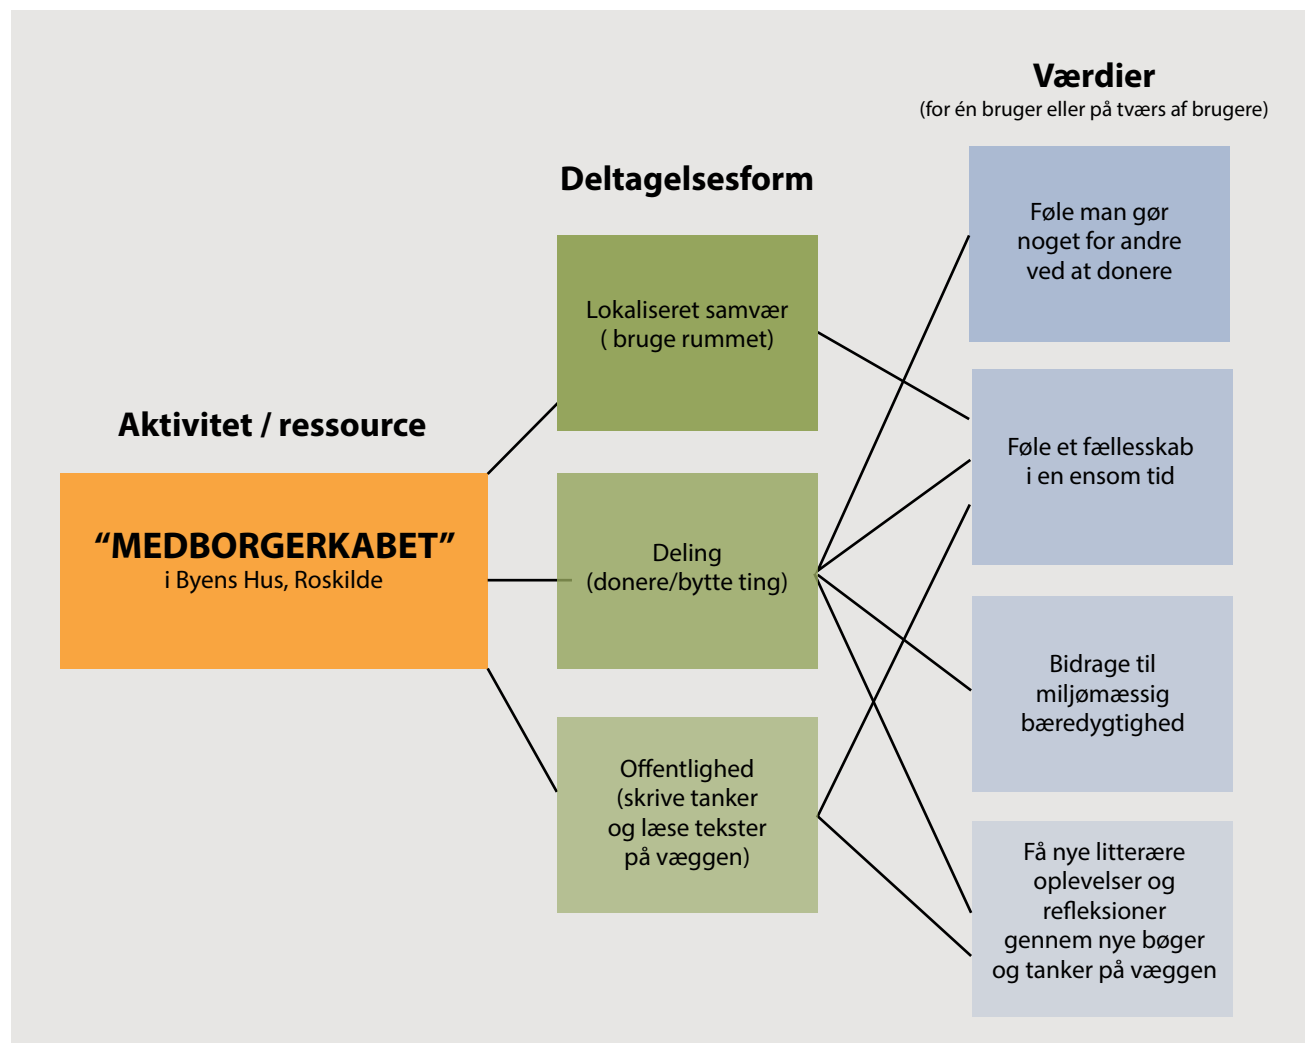 Aktivitet / ressource
“MEDBORGERKABET”
i Byens Hus, Roskilde
Deltagelsesform
Lokaliseret samvær
( bruge rummet)
Deling
(donere/bytte ting)
Offentlighed
(skrive tanker
og læse tekster
på væggen)
Værdier
(for én bruger eller på tværs af brugere)
Føle man gør
noget for andre
ved at donere
Føle et fællesskab
i en ensom tid
Bidrage til
miljømæssig
bæredygtighed
Få nye litterære
oplevelser og
refleksioner
gennem nye bøger
og tanker på væggen